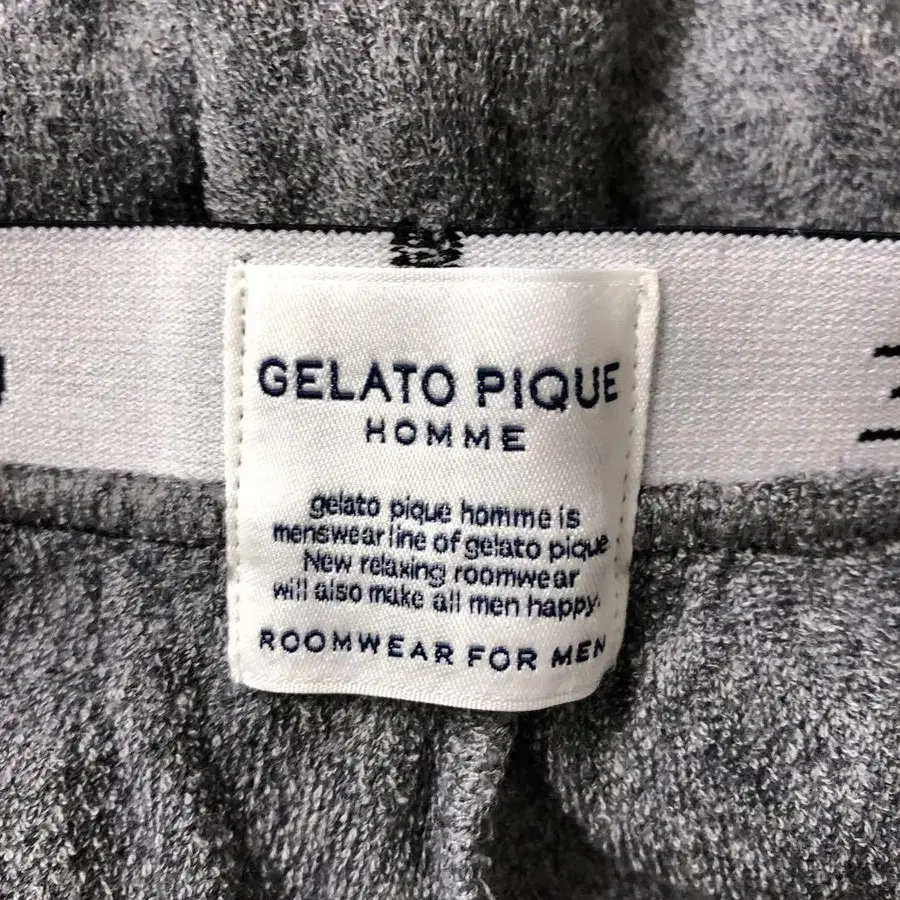 GELATO PIQUE
HOMME
gelato pique homme is
menswear line of gelato pique
New relaxing roomwear
will also make all men happy.
ROOMWEAR FOR MEN